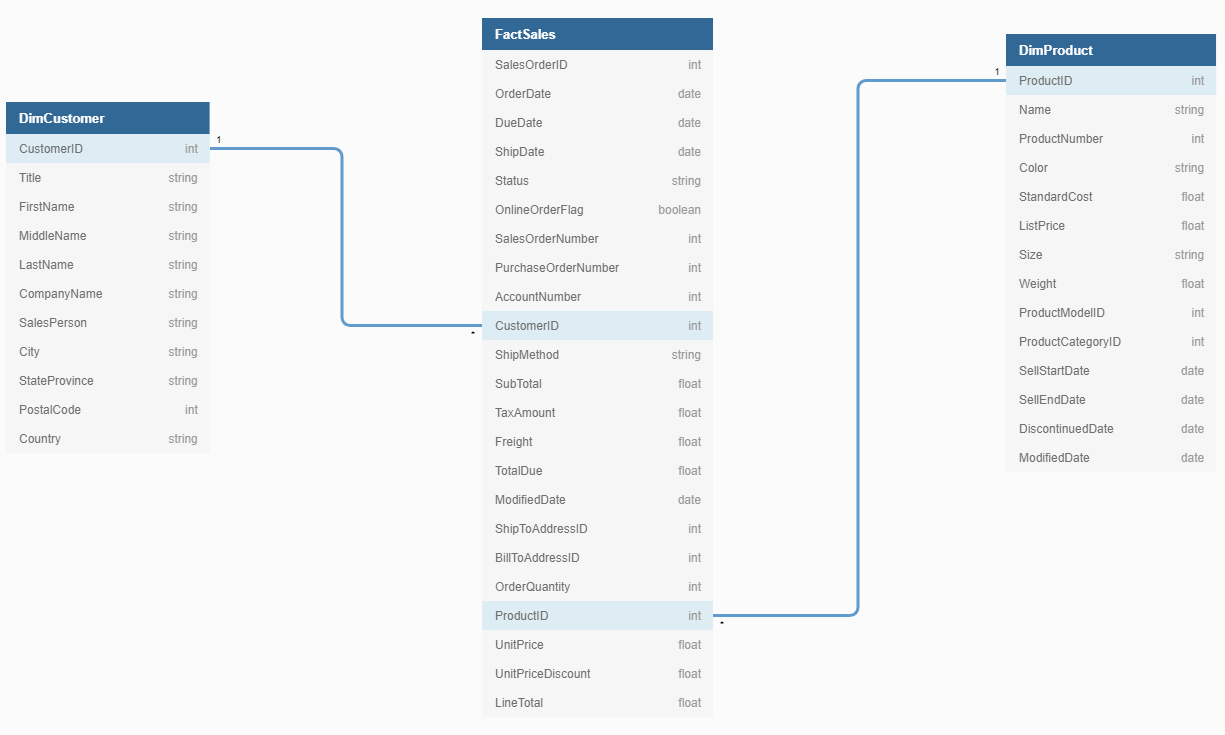 DimCustomer
CustomerID int
Title string
FirstName string
MiddleName string
LastName string
CompanyName string
SalesPerson string
City string
StateProvince string
PostalCode int
Country string
1
*
FactSales
SalesOrderID int
OrderDate date
DueDate date
ShipDate date
Status string
OnlineOrderFlag boolean
SalesOrderNumber int
PurchaseOrderNumber int
AccountNumber int
CustomerID int
ShipMethod string
SubTotal float
TaxAmount float
Freight float
TotalDue float
ModifiedDate date
ShipToAddressID int
BillToAddressID int
OrderQuantity int
ProductID int
UnitPrice float
UnitPriceDiscount float
LineTotal float
*
1
DimProduct
ProductID int
Name string
ProductNumber int
Color string
StandardCost float
ListPrice float
Size string
Weight float
ProductModelID int
ProductCategoryID int
SellStartDate date
SellEndDate date
DiscontinuedDate date
ModifiedDate date